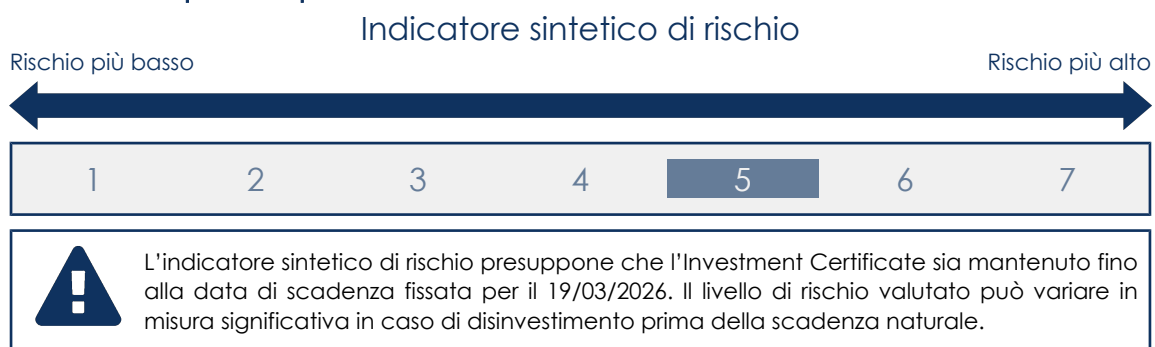 Indicatore sintetico di rischio
Rischio più basso
Rischio più alto
1 2 3 4 5 6 7
L'indicatore sintetico di rischio presuppone che l'Investment Certificate sia mantenuto fino
alla data di scadenza fissata per il 19/03/2026. Il livello di rischio valutato può variare in
misura significativa in caso di disinvestimento prima della scadenza naturale.